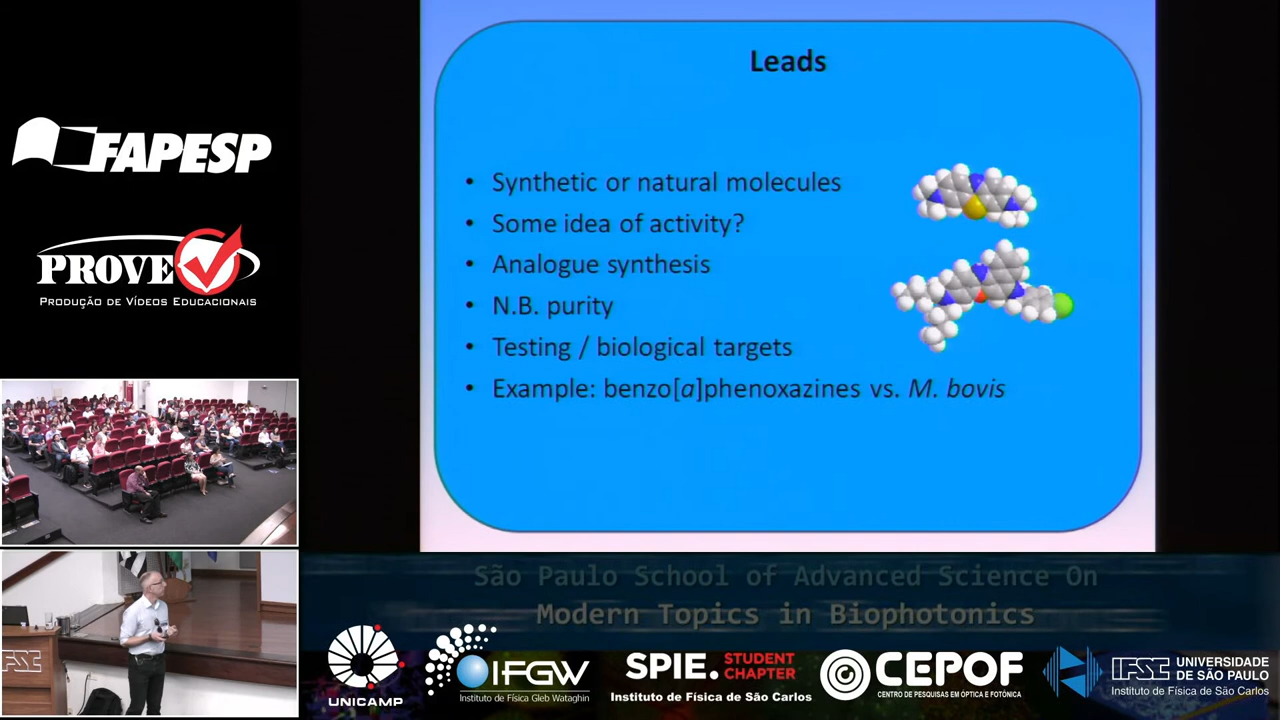 Leads
• Synthetic or natural molecules
• Some idea of activity?
• Analogue synthesis
• N.B. purity
• Testing / biological targets
• Example: benzo[a]phenoxazines vs. M. bovis
FAPESP
PROVE
PRODUÇÃO DE VÍDEOS EDUCACIONAIS
IFSC
São Paulo School of Advanced Science On
Modern Topics in Biophotonics
UNICAMP
IFGW
Instituto de Física Gleb Wataghin
SPIE. STUDENT CHAPTER
Instituto de Física de São Carlos
CEPOF
CENTRO DE PESQUISAS EM ÓPTICA E FOTÔNICA
IFSC
UNIVERSIDADE
DE SÃO PAULO
Instituto de Física de São Carlos